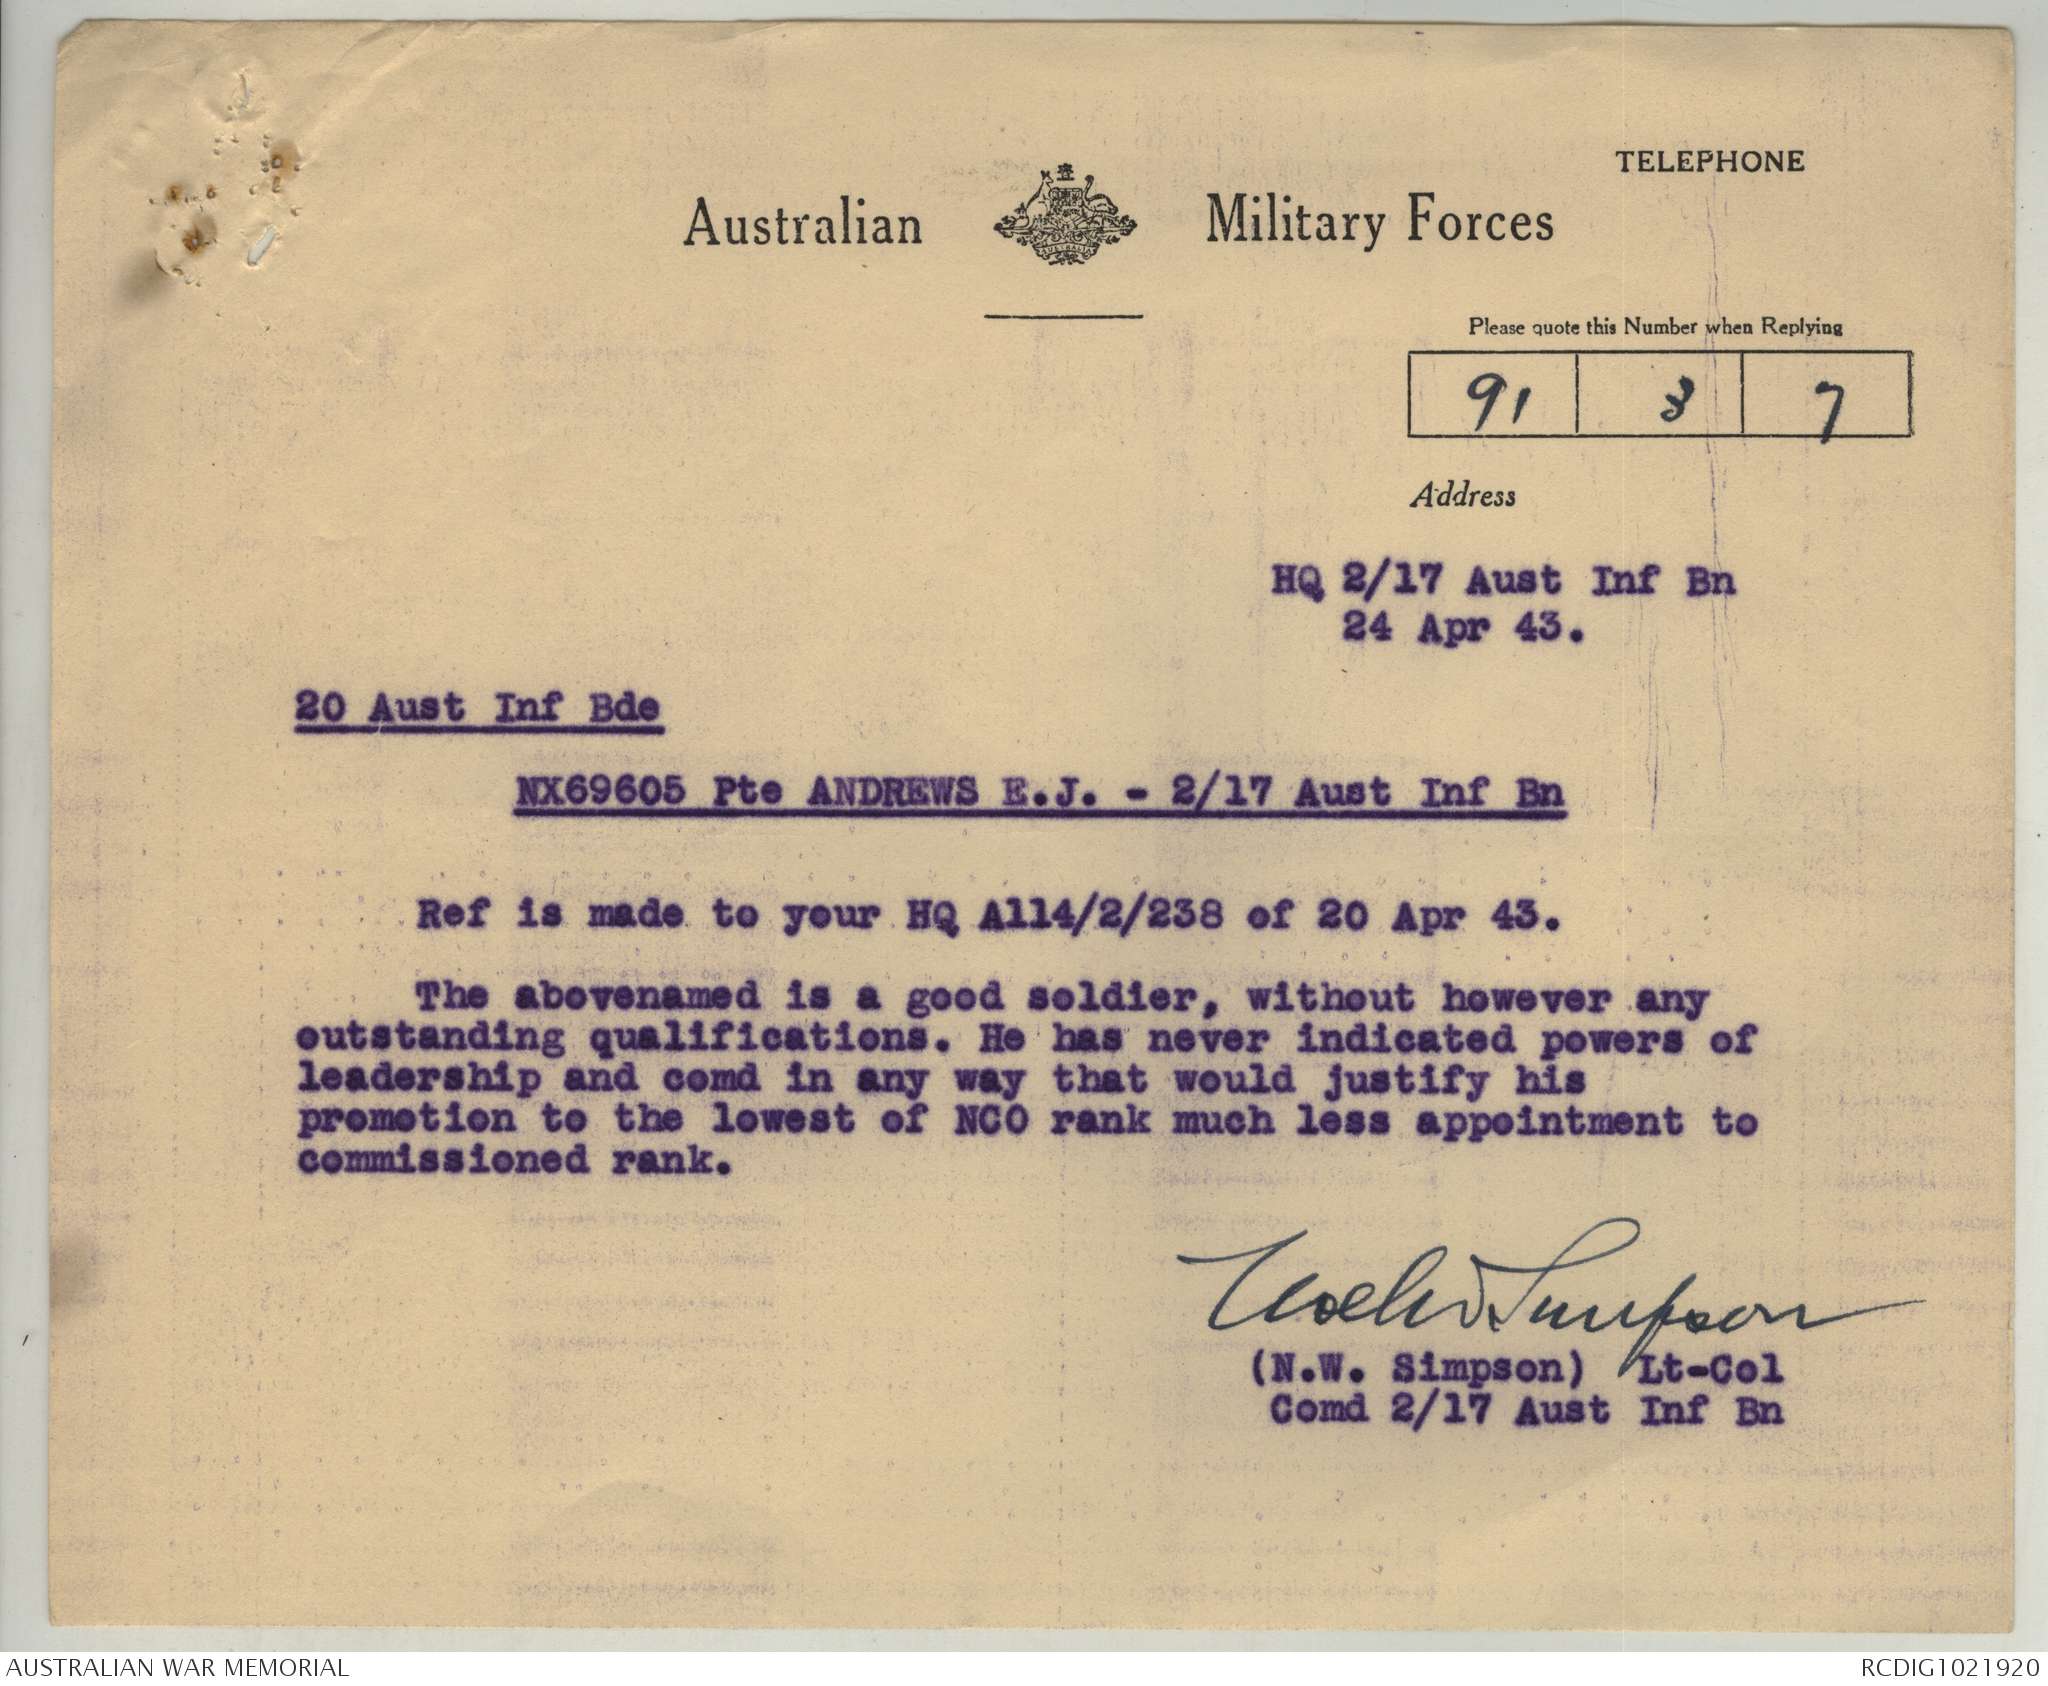 TELEPHONE
Australian Military Forces
AUSTRALIA
Please quote this Number when Replying
91 3 7
Address
HQ 2/17 Aust Inf Bn
24 Apr 43.
20 Aust Inf Bde
NX69605 Pte ANDREWS E.J. - 2/17 Aust Inf Bn
Ref is made to your HQ A114/2/238 of 20 Apr 43.
The abovenamed is a good soldier, without however any
outstanding qualifications. He has never indicated powers of
leadership and comd in any way that would justify his
promotion to the lowest of NCO rank much less appointment to
commissioned rank.
Noel W Simpson
(N.W. Simpson) Lt-Col
Comd 2/17 Aust Inf Bn
AUSTRALIAN WAR MEMORIAL
RCDIG1021920